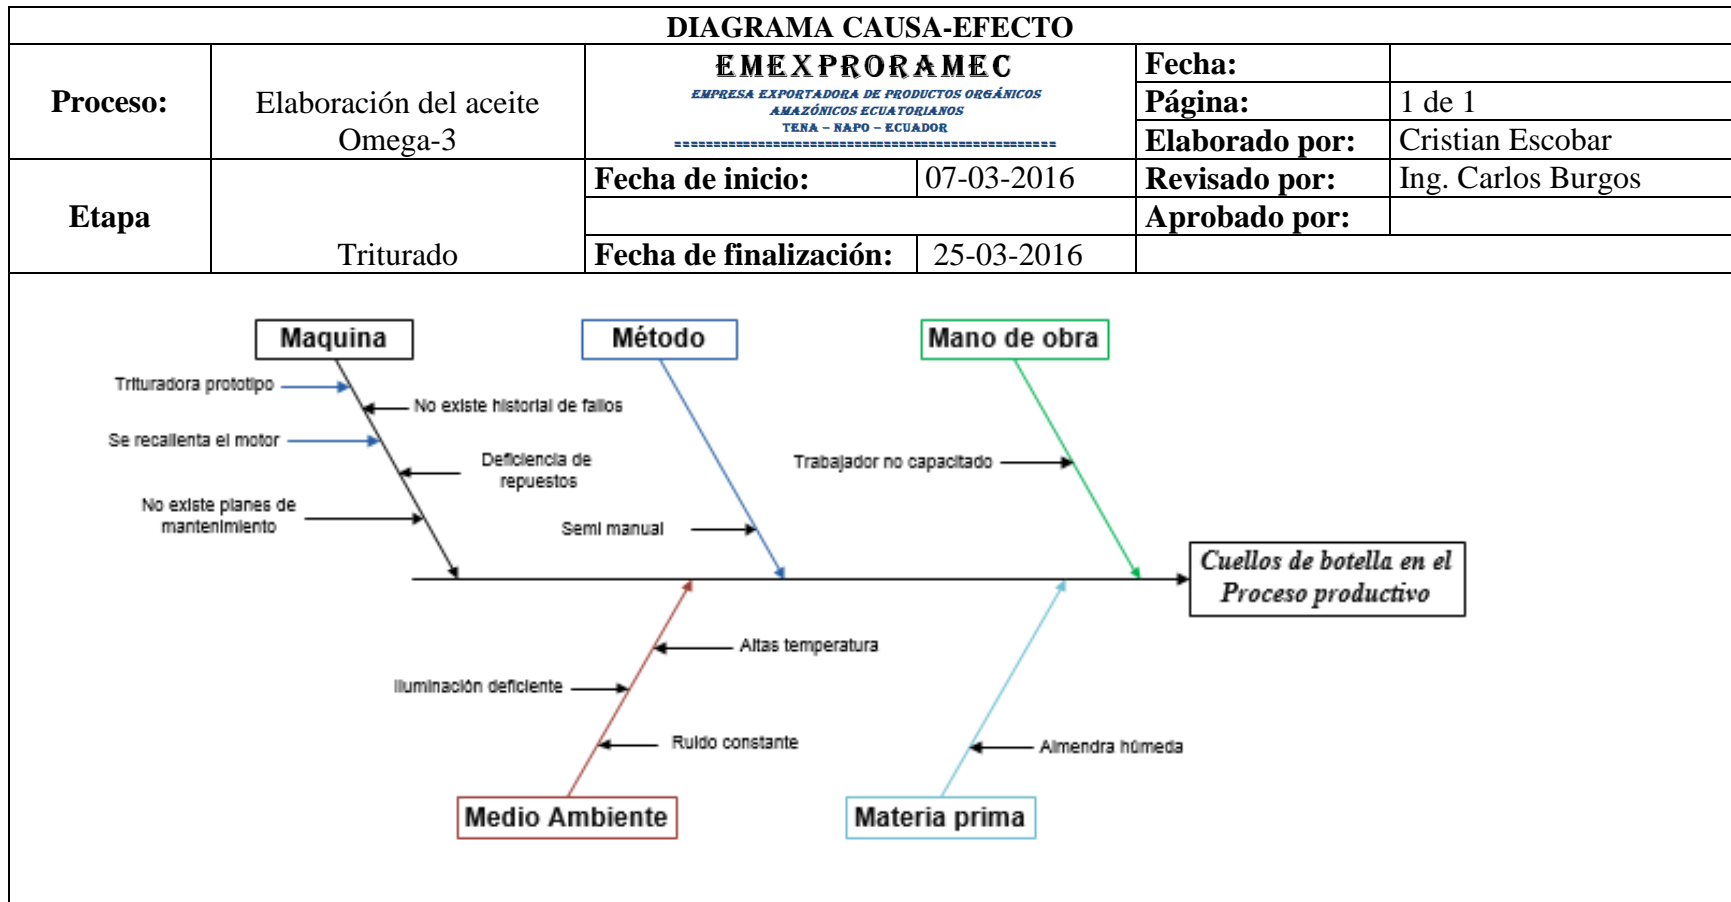 DIAGRAMA CAUSA-EFECTO
Proceso:
Elaboración del aceite
Omega-3
EMEXPRORAMEC
EMPRESA EXPORTADORA DE PRODUCTOS ORGÁNICOS
AMAZÓNICOS ECUATORIANOS
TENA – NAPO – ECUADOR
Fecha:
Página: 1 de 1
Elaborado por: Cristian Escobar
Etapa
Triturado
Fecha de inicio: 07-03-2016
Revisado por: Ing. Carlos Burgos
Aprobado por:
Fecha de finalización: 25-03-2016
Maquina
Método
Mano de obra
Trituradora prototipo
No existe historial de fallos
Se recalienta el motor
Deficiencia de
repuestos
No existe planes de
mantenimiento
Semi manual
Trabajador no capacitado
Cuellos de botella en el
Proceso productivo
Altas temperatura
Iluminación deficiente
Ruido constante
Almendra húmeda
Medio Ambiente
Materia prima